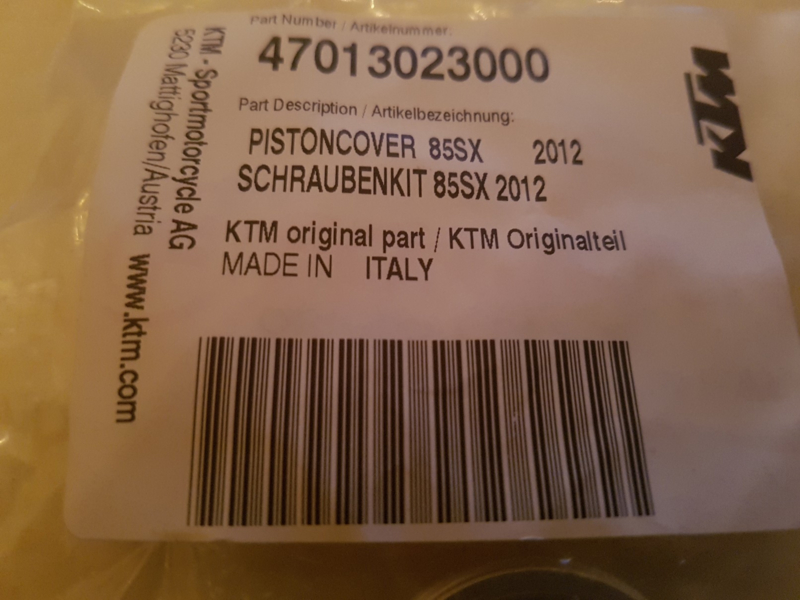 Part Number / Artikelnummer:
47013023000
Part Description / Artikelbezeichnung:
PISTONCOVER 85SX 2012
SCHRAUBENKIT 85SX 2012
KTM original part / KTM Originalteil
MADE IN ITALY
KTM - Sportmotorcycle AG
5230 Mattighofen/Austria www.ktm.com
KTM